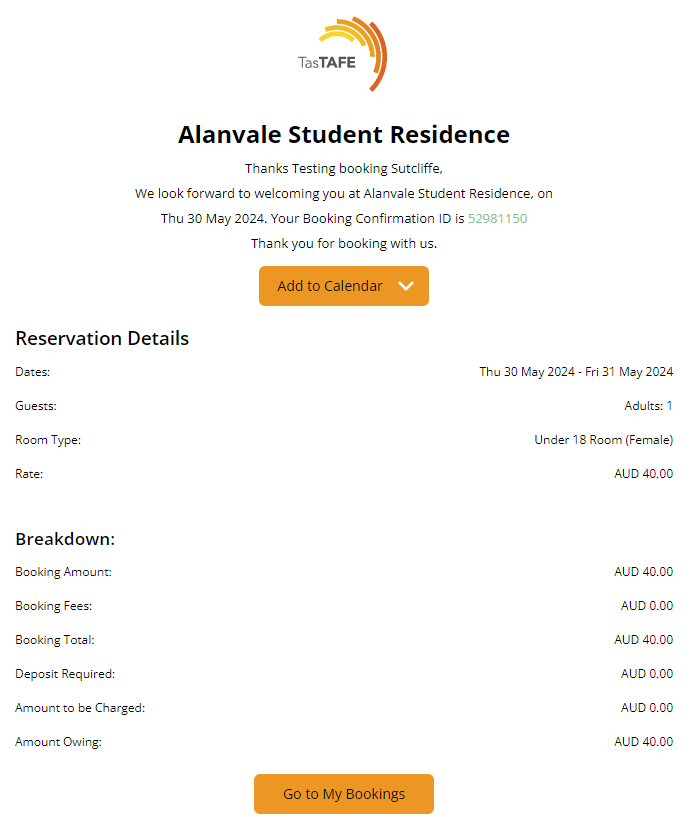 TasTAFE
Alanvale Student Residence
Thanks Testing booking Sutcliffe,
We look forward to welcoming you at Alanvale Student Residence, on
Thu 30 May 2024. Your Booking Confirmation ID is 52981150
Thank you for booking with us.
Add to Calendar
Reservation Details
Dates: Thu 30 May 2024 - Fri 31 May 2024
Guests: Adults: 1
Room Type: Under 18 Room (Female)
Rate: AUD 40.00
Breakdown:
Booking Amount: AUD 40.00
Booking Fees: AUD 0.00
Booking Total: AUD 40.00
Deposit Required: AUD 0.00
Amount to be Charged: AUD 0.00
Amount Owing: AUD 40.00
Go to My Bookings